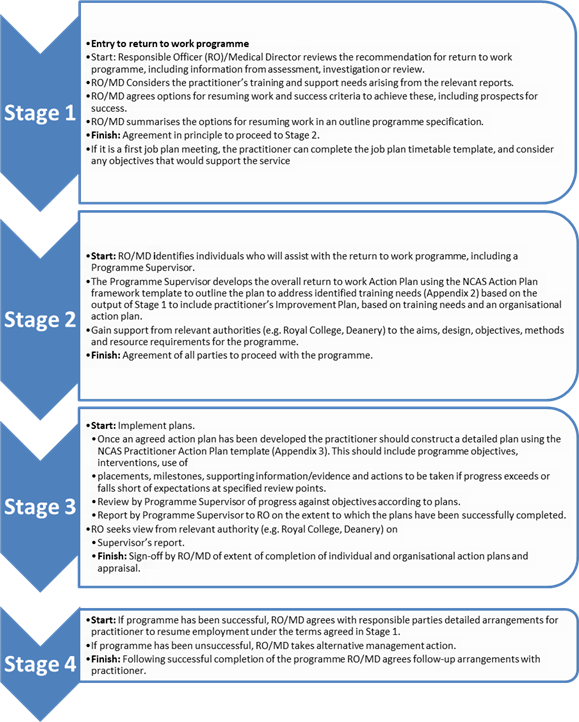 Stage 1
•Entry to return to work programme
•Start: Responsible Officer (RO)/Medical Director reviews the recommendation for return to work
programme, including information from assessment, investigation or review.
•RO/MD Considers the practitioner's training and support needs arising from the relevant reports.
•RO/MD agrees options for resuming work and success criteria to achieve these, including prospects for
success.
•RO/MD summarises the options for resuming work in an outline programme specification.
•Finish: Agreement in principle to proceed to Stage 2.
•If it is a first job plan meeting, the practitioner can complete the job plan timetable template, and consider
any objectives that would support the service
Stage 2
•Start: RO/MD identifies individuals who will assist with the return to work programme, including a
Programme Supervisor.
•The Programme Supervisor develops the overall return to work Action Plan using the NCAS Action Plan
framework template to outline the plan to address identified training needs (Appendix 2) based on the
output of Stage 1 to include practitioner's Improvement Plan, based on training needs and an organisational
action plan.
•Gain support from relevant authorities (e.g. Royal College, Deanery) to the aims, design, objectives, methods
and resource requirements for the programme.
•Finish: Agreement of all parties to proceed with the programme.
Stage 3
•Start: Implement plans.
•Once an agreed action plan has been developed the practitioner should construct a detailed plan using the
NCAS Practitioner Action Plan template (Appendix 3). This should include programme objectives,
interventions, use of
•placements, milestones, supporting information/evidence and actions to be taken if progress exceeds or
falls short of expectations at specified review points.
•Review by Programme Supervisor of progress against objectives according to plans.
•Report by Programme Supervisor to RO on the extent to which the plans have been successfully completed.
•RO seeks view from relevant authority (e.g. Royal College, Deanery) on
•Supervisor's report.
•Finish: Sign-off by RO/MD of extent of completion of individual and organisational action plans and
appraisal.
Stage 4
•Start: If programme has been successful, RO/MD agrees with responsible parties detailed arrangements for
practitioner to resume employment under the terms agreed in Stage 1.
•If programme has been unsuccessful, RO/MD takes alternative management action.
•Finish: Following successful completion of the programme RO/MD agrees follow-up arrangements with
practitioner.